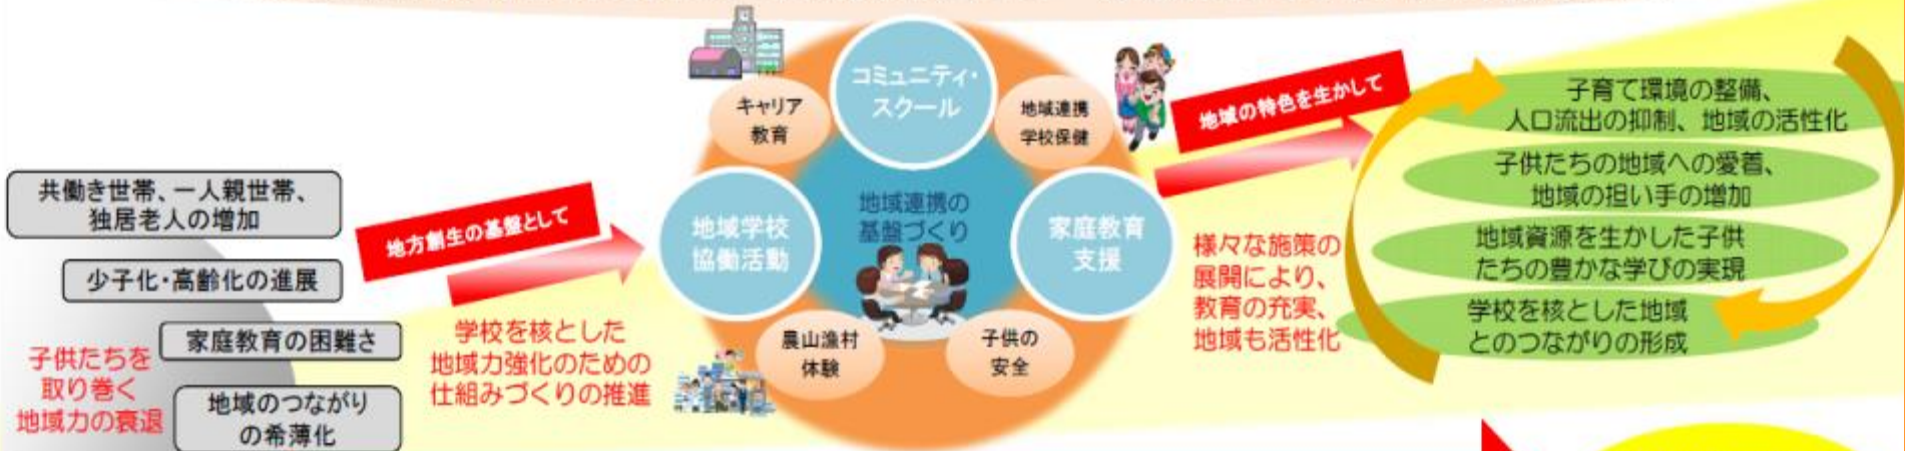 共働き世帯、一人親世帯、
独居老人の増加
少子化・高齢化の進展
家庭教育の困難さ
地域のつながり
の希薄化
子供たちを
取り巻く
地域力の衰退
地方創生の基盤として
学校を核とした
地域力強化のための
仕組みづくりの推進
コミュニティ・
スクール
キャリア
教育
地域連携
学校保健
地域学校
協働活動
地域連携の
基盤づくり
家庭教育
支援
農山漁村
体験
子供の
安全
地域の特色を生かして
様々な施策の
展開により、
教育の充実、
地域も活性化
子育て環境の整備、
人口流出の抑制、地域の活性化
子供たちの地域への愛着、
地域の担い手の増加
地域資源を生かした子供
たちの豊かな学びの実現
学校を核とした地域
とのつながりの形成